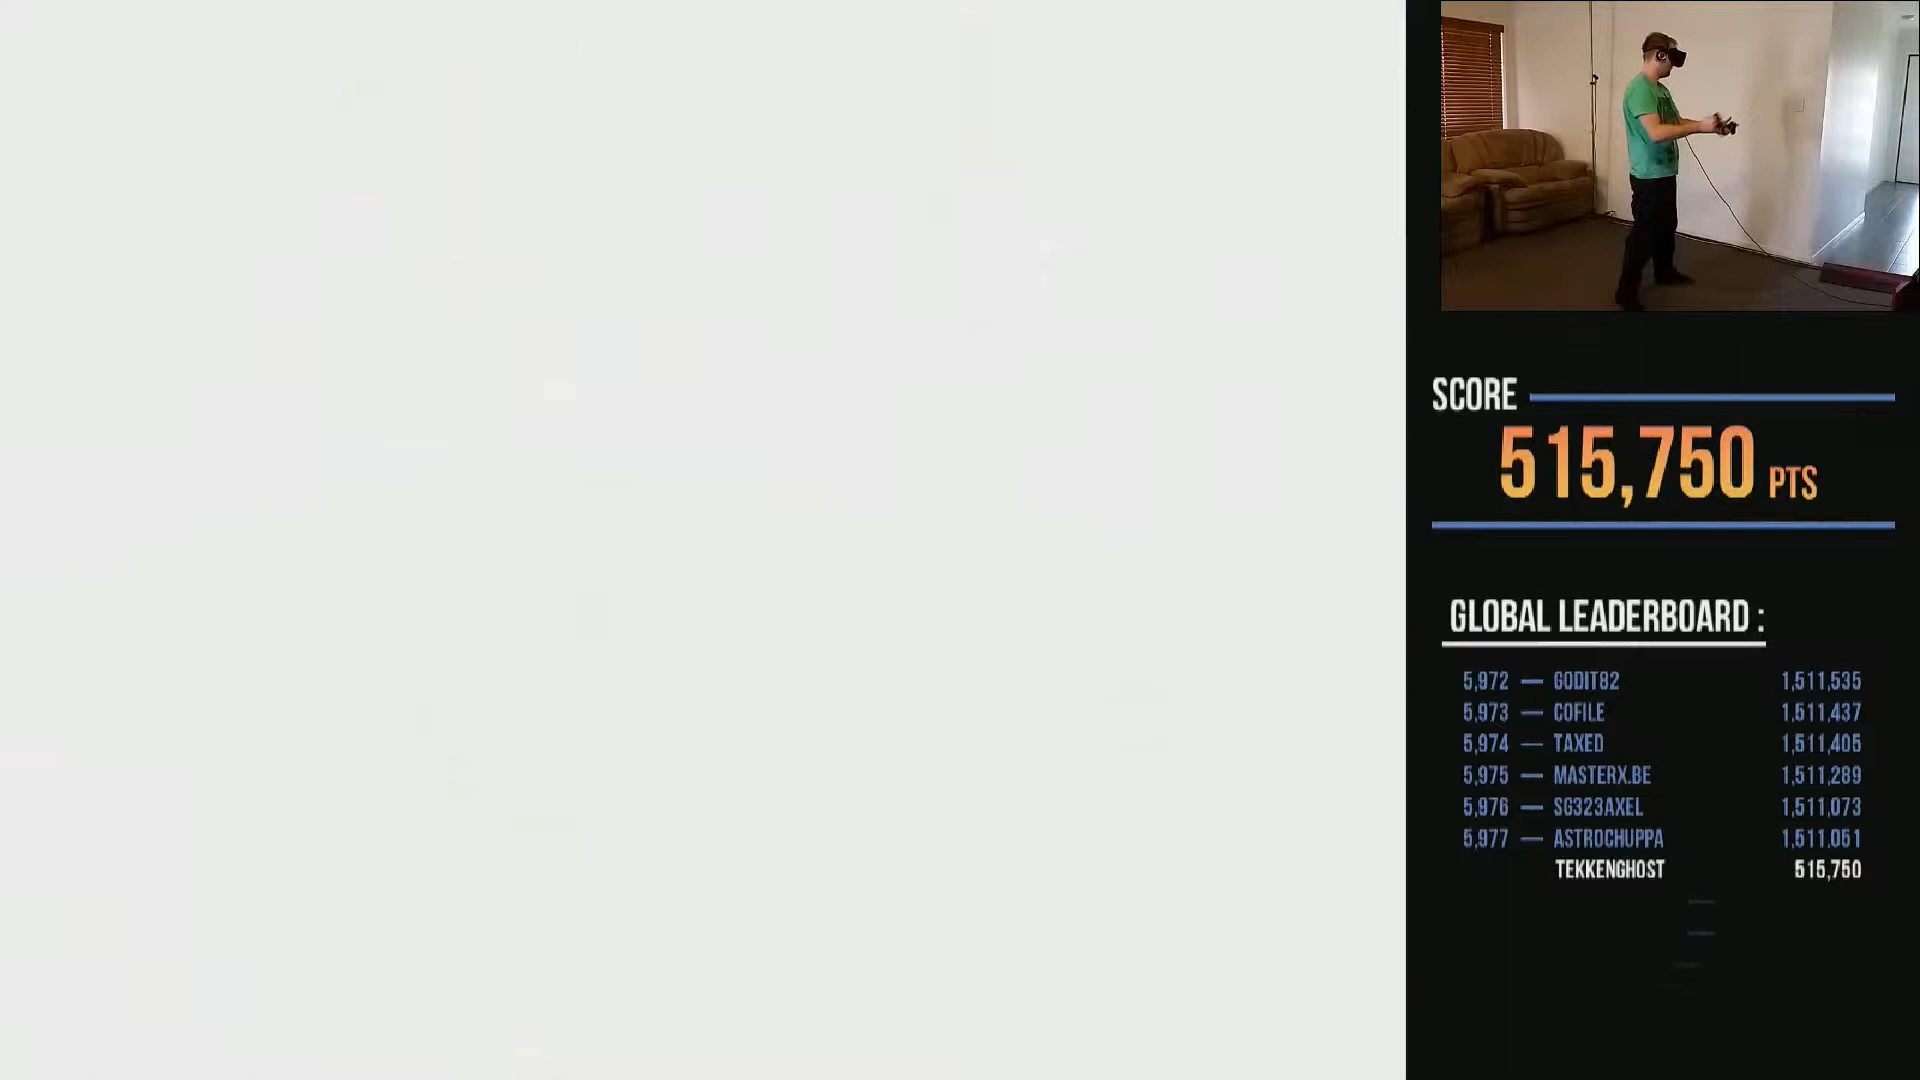 SCORE
515,750 PTS
GLOBAL LEADERBOARD :
5,972 — GODIT82 1,511,535
5,973 — COFILE 1,511,437
5,974 — TAXED 1,511,405
5,975 — MASTERX.BE 1,511,289
5,976 — SG323AXEL 1,511,073
5,977 — ASTROCHUPPA 1,511,051
TEKKENGHOST 515,750